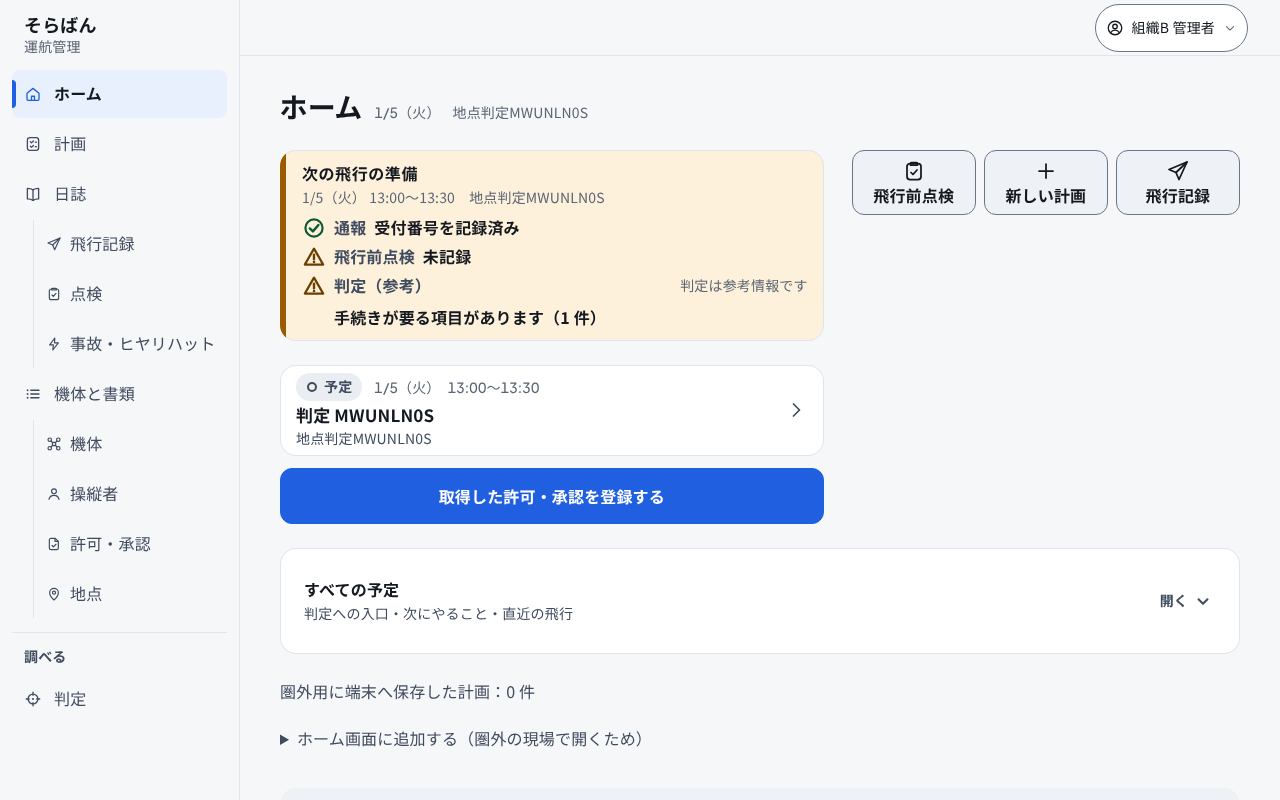 そらばん
運航管理
ホーム
計画
日誌
飛行記録
点検
事故・ヒヤリハット
機体と書類
機体
操縦者
許可・承認
地点
調べる
判定
組織B 管理者
ホーム 1/5（火） 地点判定MWUNLN0S
次の飛行の準備
1/5（火） 13:00〜13:30 地点判定MWUNLN0S
通報 受付番号を記録済み
飛行前点検 未記録
判定（参考） 判定は参考情報です
手続きが要る項目があります（1 件）
飛行前点検
新しい計画
飛行記録
予定 1/5（火） 13:00〜13:30
判定 MWUNLN0S
地点判定MWUNLN0S
取得した許可・承認を登録する
すべての予定
判定への入口・次にやること・直近の飛行
開く
圏外用に端末へ保存した計画：0 件
ホーム画面に追加する（圏外の現場で開くため）